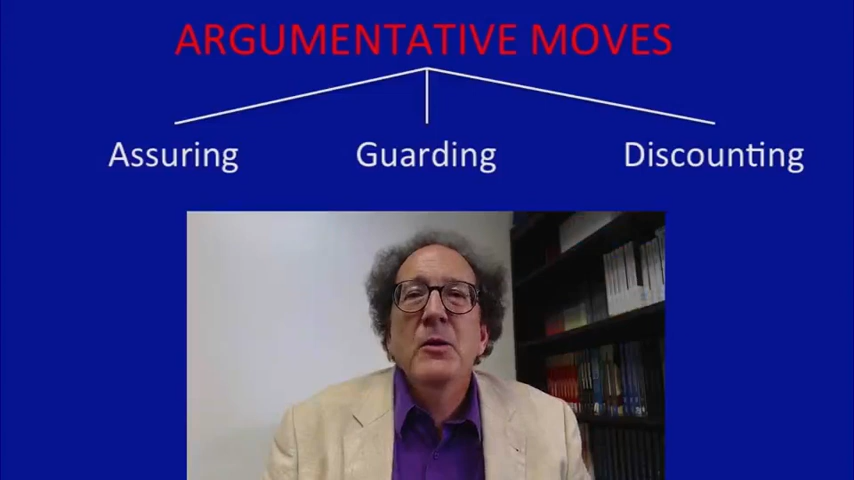 ARGUMENTATIVE MOVES
Assuring Guarding Discounting